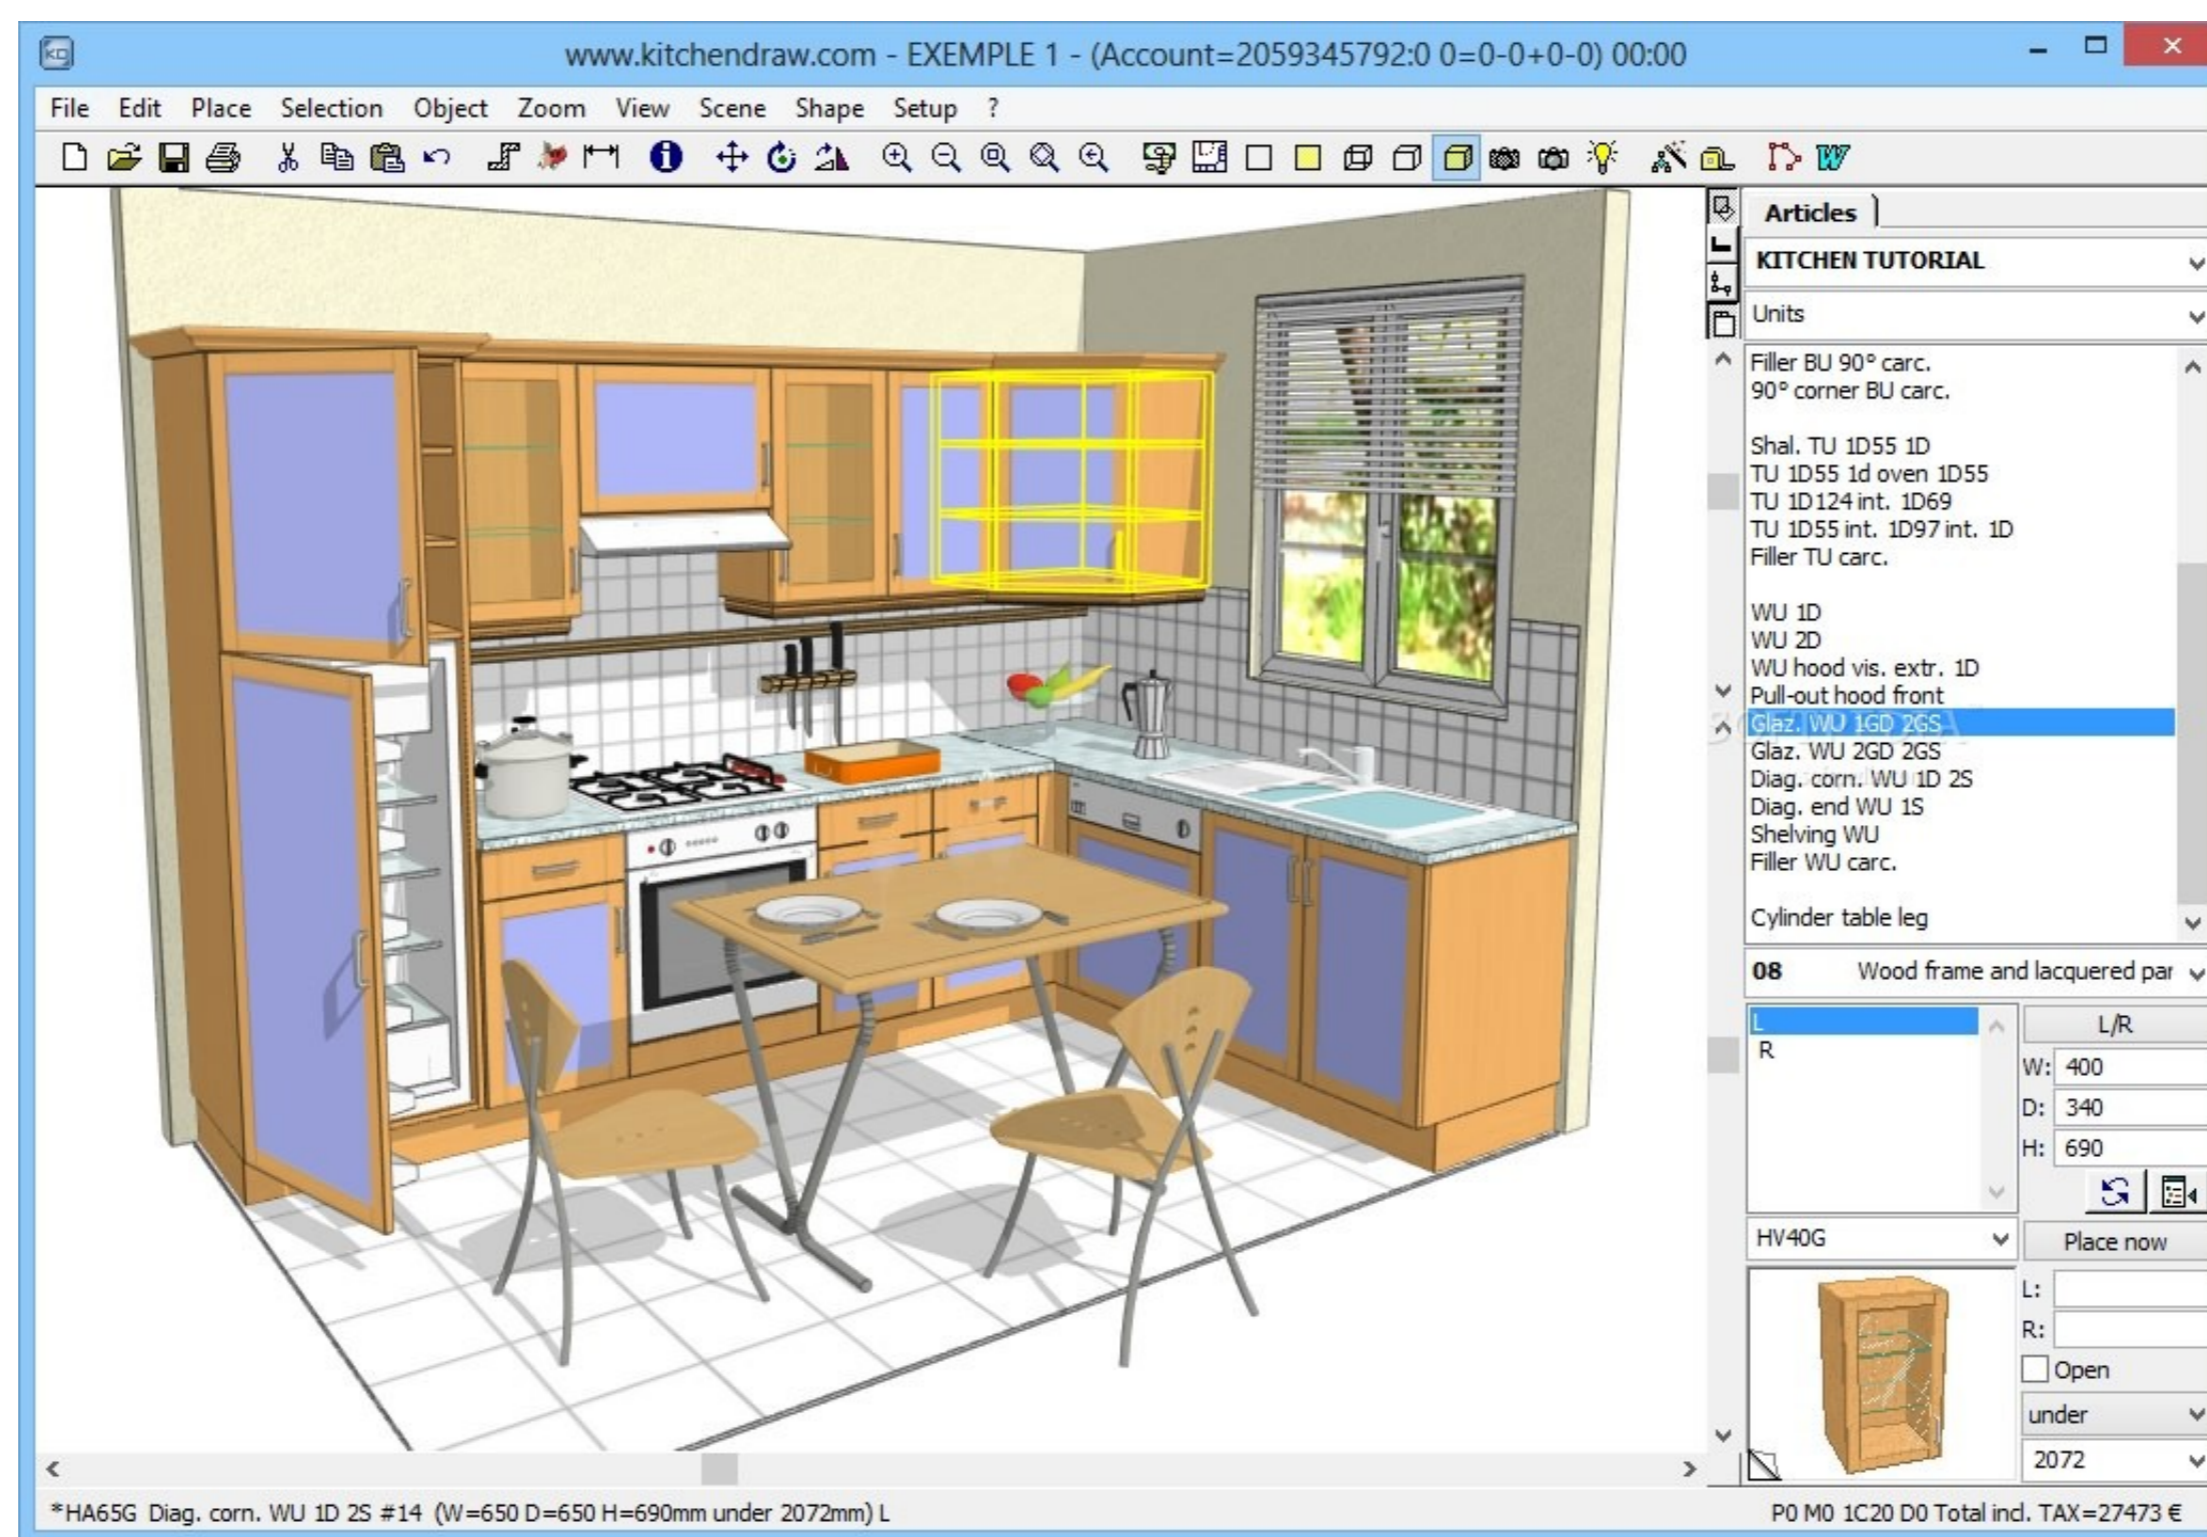 www.kitchendraw.com - EXEMPLE 1 - (Account=2059345792:0 0=0-0+0-0) 00:00
File Edit Place Selection Object Zoom View Scene Shape Setup ?
Articles
KITCHEN TUTORIAL
Units
Filler BU 90° carc.
90° corner BU carc.
Shal. TU 1D55 1D
TU 1D55 1d oven 1D55
TU 1D124 int. 1D69
TU 1D55 int. 1D97 int. 1D
Filler TU carc.
WU 1D
WU 2D
WU hood vis. extr. 1D
Pull-out hood front
Glaz. WU 1GD 2GS
Glaz. WU 2GD 2GS
Diag. corn. WU 1D 2S
Diag. end WU 1S
Shelving WU
Filler WU carc.
Cylinder table leg
08 Wood frame and lacquered par
L
R
L/R
W: 400
D: 340
H: 690
HV40G
Place now
L:
R:
Open
under
2072
*HA65G Diag. corn. WU 1D 2S #14 (W=650 D=650 H=690mm under 2072mm) L
P0 M0 1C20 D0 Total incl. TAX=27473 €